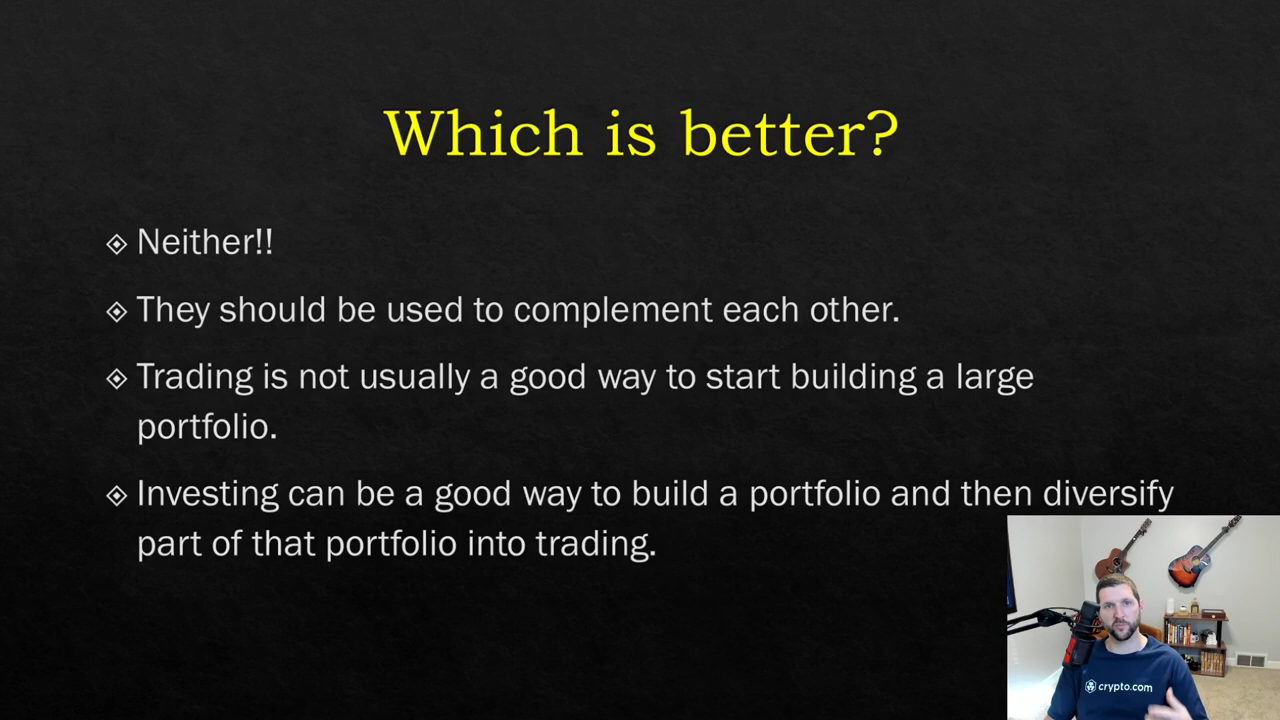 Which is better?
Neither!!
They should be used to complement each other.
Trading is not usually a good way to start building a large
portfolio.
Investing can be a good way to build a portfolio and then diversify
part of that portfolio into trading.
crypto.com